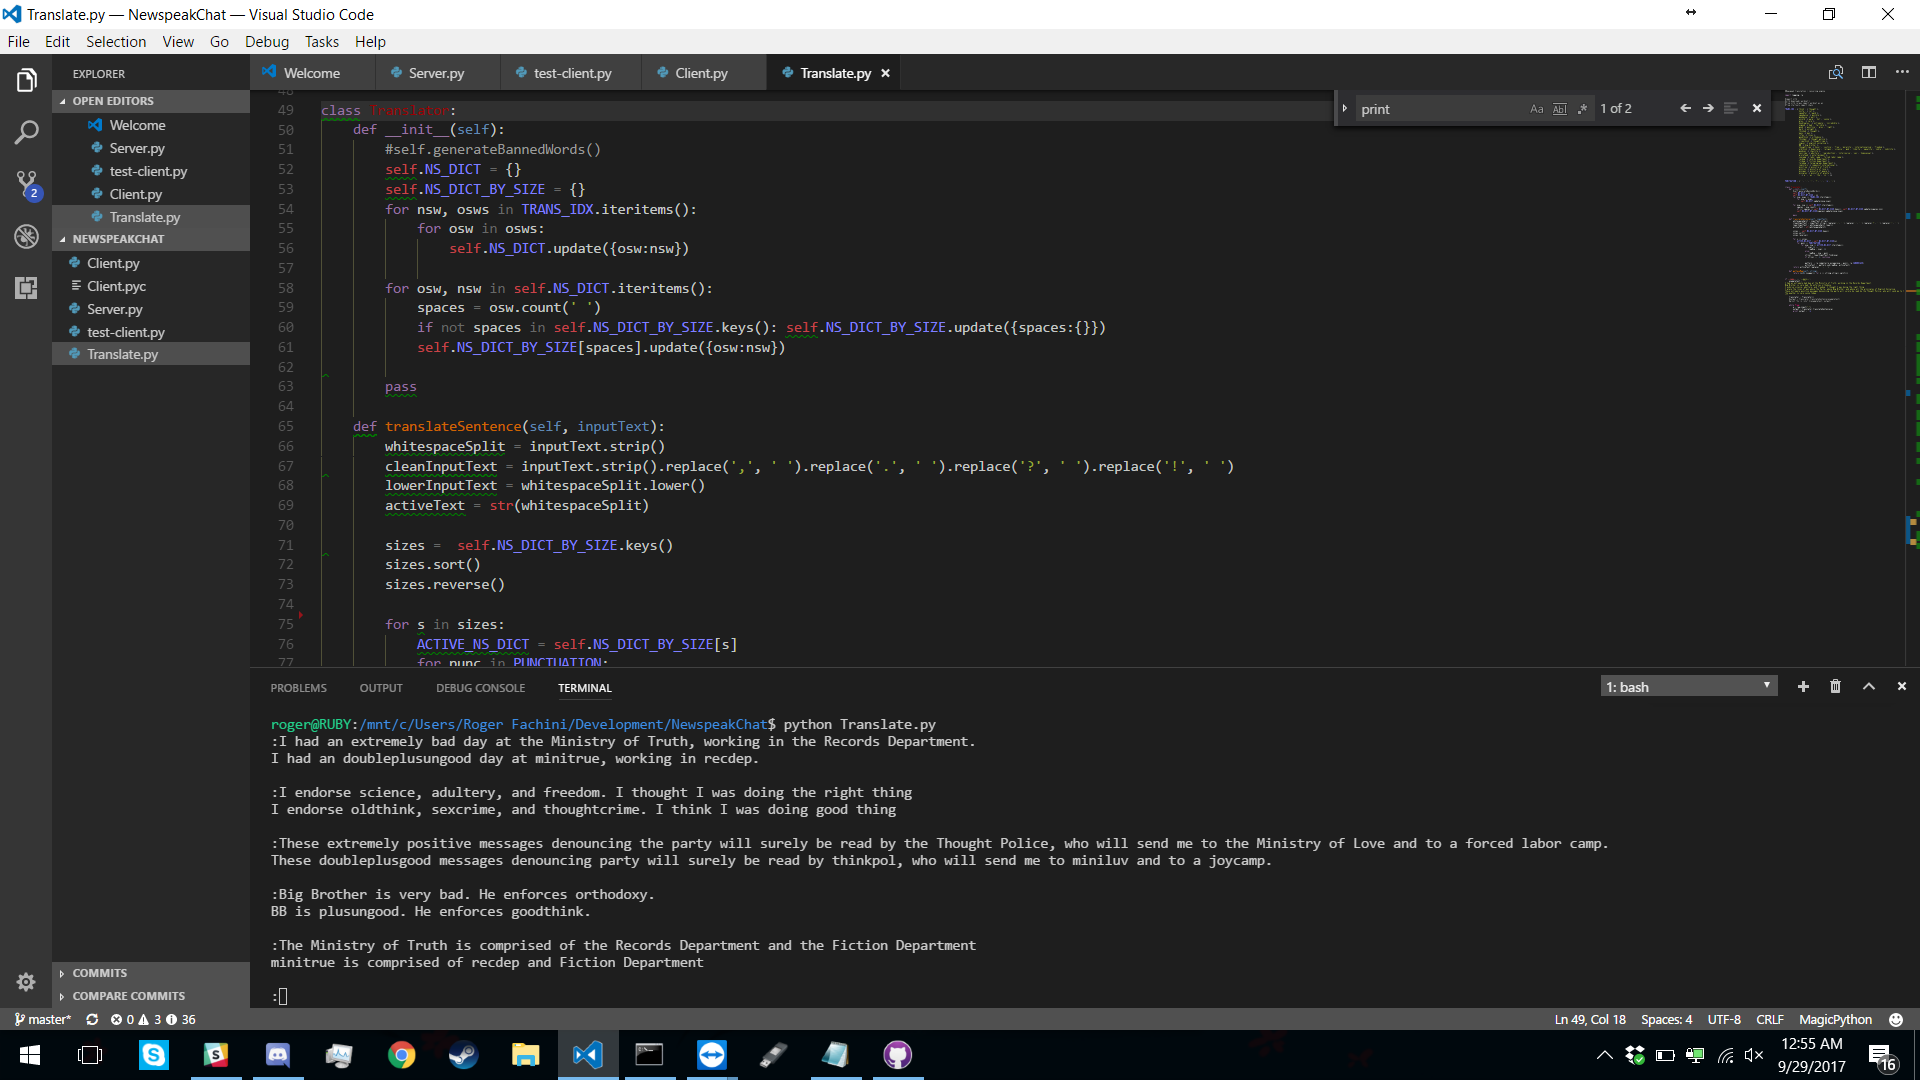 Translate.py — NewspeakChat — Visual Studio Code
File Edit Selection View Go Debug Tasks Help
EXPLORER
OPEN EDITORS
Welcome
Server.py
test-client.py
Client.py
Translate.py
NEWSPEAKCHAT
Client.py
Client.pyc
Server.py
test-client.py
Translate.py
COMMITS
COMPARE COMMITS
2
Welcome Server.py test-client.py Client.py Translate.py
print Aa Abl .* 1 of 2
48
49 class Translator:
50 def __init__(self):
51 #self.generateBannedWords()
52 self.NS_DICT = {}
53 self.NS_DICT_BY_SIZE = {}
54 for nsw, osws in TRANS_IDX.iteritems():
55 for osw in osws:
56 self.NS_DICT.update({osw:nsw})
57
58 for osw, nsw in self.NS_DICT.iteritems():
59 spaces = osw.count(' ')
60 if not spaces in self.NS_DICT_BY_SIZE.keys(): self.NS_DICT_BY_SIZE.update({spaces:{}})
61 self.NS_DICT_BY_SIZE[spaces].update({osw:nsw})
62
63 pass
64
65 def translateSentence(self, inputText):
66 whitespaceSplit = inputText.strip()
67 cleanInputText = inputText.strip().replace(',', ' ').replace('.', ' ').replace('?', ' ').replace('!', ' ')
68 lowerInputText = whitespaceSplit.lower()
69 activeText = str(whitespaceSplit)
70
71 sizes =  self.NS_DICT_BY_SIZE.keys()
72 sizes.sort()
73 sizes.reverse()
74
75 for s in sizes:
76 ACTIVE_NS_DICT = self.NS_DICT_BY_SIZE[s]
77 for punc in PUNCTUATION:
PROBLEMS OUTPUT DEBUG CONSOLE TERMINAL 1: bash
roger@RUBY:/mnt/c/Users/Roger Fachini/Development/NewspeakChat$ python Translate.py
:I had an extremely bad day at the Ministry of Truth, working in the Records Department.
I had an doubleplusungood day at minitrue, working in recdep.
:I endorse science, adultery, and freedom. I thought I was doing the right thing
I endorse oldthink, sexcrime, and thoughtcrime. I think I was doing good thing
:These extremely positive messages denouncing the party will surely be read by the Thought Police, who will send me to the Ministry of Love and to a forced labor camp.
These doubleplusgood messages denouncing party will surely be read by thinkpol, who will send me to miniluv and to a joycamp.
:Big Brother is very bad. He enforces orthodoxy.
BB is plusungood. He enforces goodthink.
:The Ministry of Truth is comprised of the Records Department and the Fiction Department
minitrue is comprised of recdep and Fiction Department
:
master* 0 3 36 Ln 49, Col 18 Spaces: 4 UTF-8 CRLF MagicPython
12:55 AM
9/29/2017
16